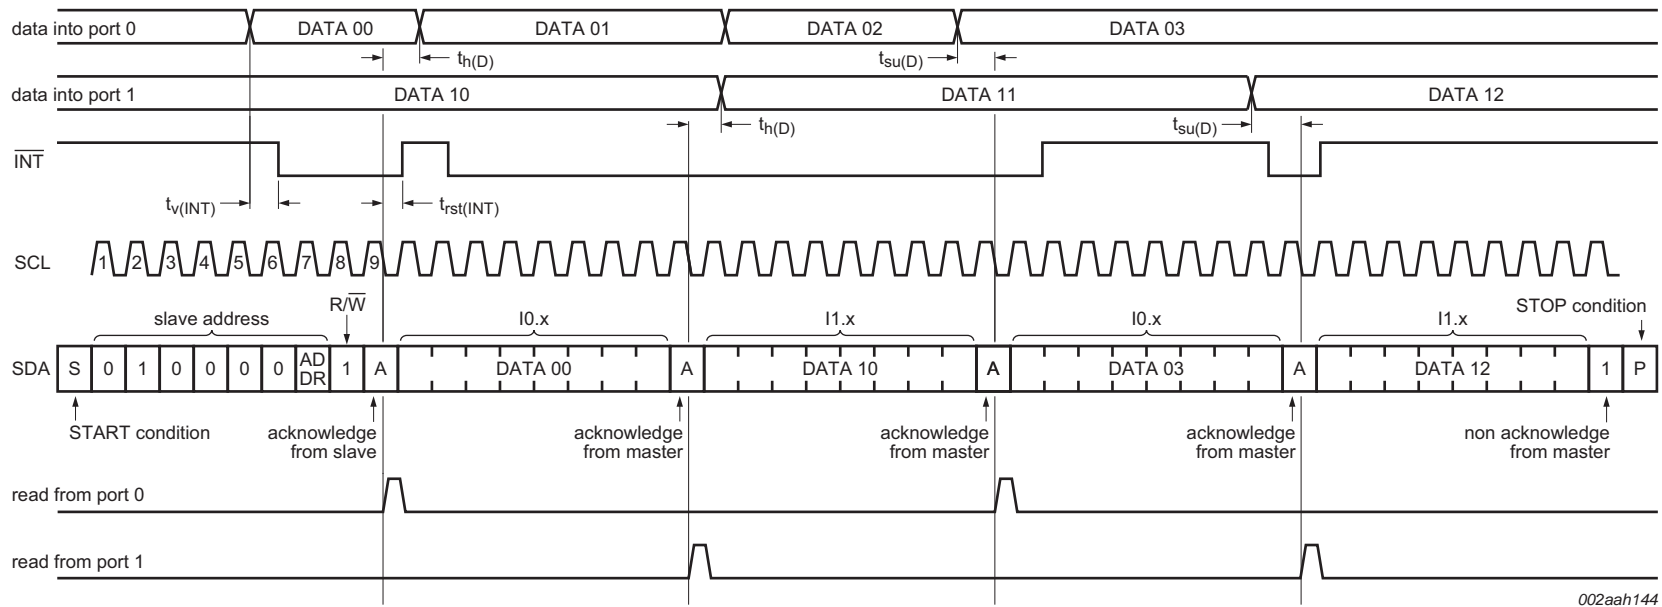 data into port 0 DATA 00 DATA 01 DATA 02 DATA 03
th(D) tsu(D)
data into port 1 DATA 10 DATA 11 DATA 12
th(D) tsu(D)
INT
tv(INT) trst(INT)
SCL 1 2 3 4 5 6 7 8 9
R/W STOP condition
slave address I0.x I1.x I0.x I1.x
SDA S 0 1 0 0 0 0 AD DR 1 A DATA 00 A DATA 10 A DATA 03 A DATA 12 1 P
START condition acknowledge acknowledge acknowledge acknowledge non acknowledge
from slave from master from master from master from master
read from port 0
read from port 1
002aah144